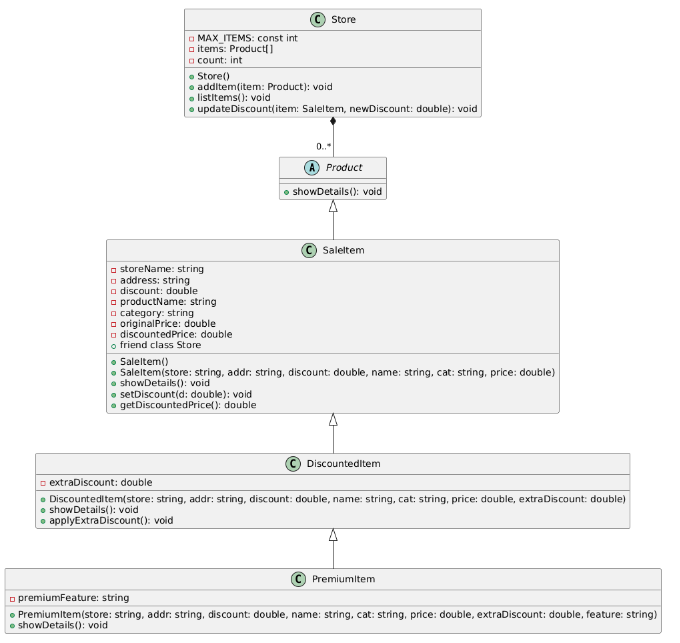 C Store
MAX_ITEMS: const int
items: Product[]
count: int
Store()
addItem(item: Product): void
listItems(): void
updateDiscount(item: SaleItem, newDiscount: double): void
0..*
A Product
showDetails(): void
C SaleItem
storeName: string
address: string
discount: double
productName: string
category: string
originalPrice: double
discountedPrice: double
friend class Store
SaleItem()
SaleItem(store: string, addr: string, discount: double, name: string, cat: string, price: double)
showDetails(): void
setDiscount(d: double): void
getDiscountedPrice(): double
C DiscountedItem
extraDiscount: double
DiscountedItem(store: string, addr: string, discount: double, name: string, cat: string, price: double, extraDiscount: double)
showDetails(): void
applyExtraDiscount(): void
C PremiumItem
premiumFeature: string
PremiumItem(store: string, addr: string, discount: double, name: string, cat: string, price: double, extraDiscount: double, feature: string)
showDetails(): void